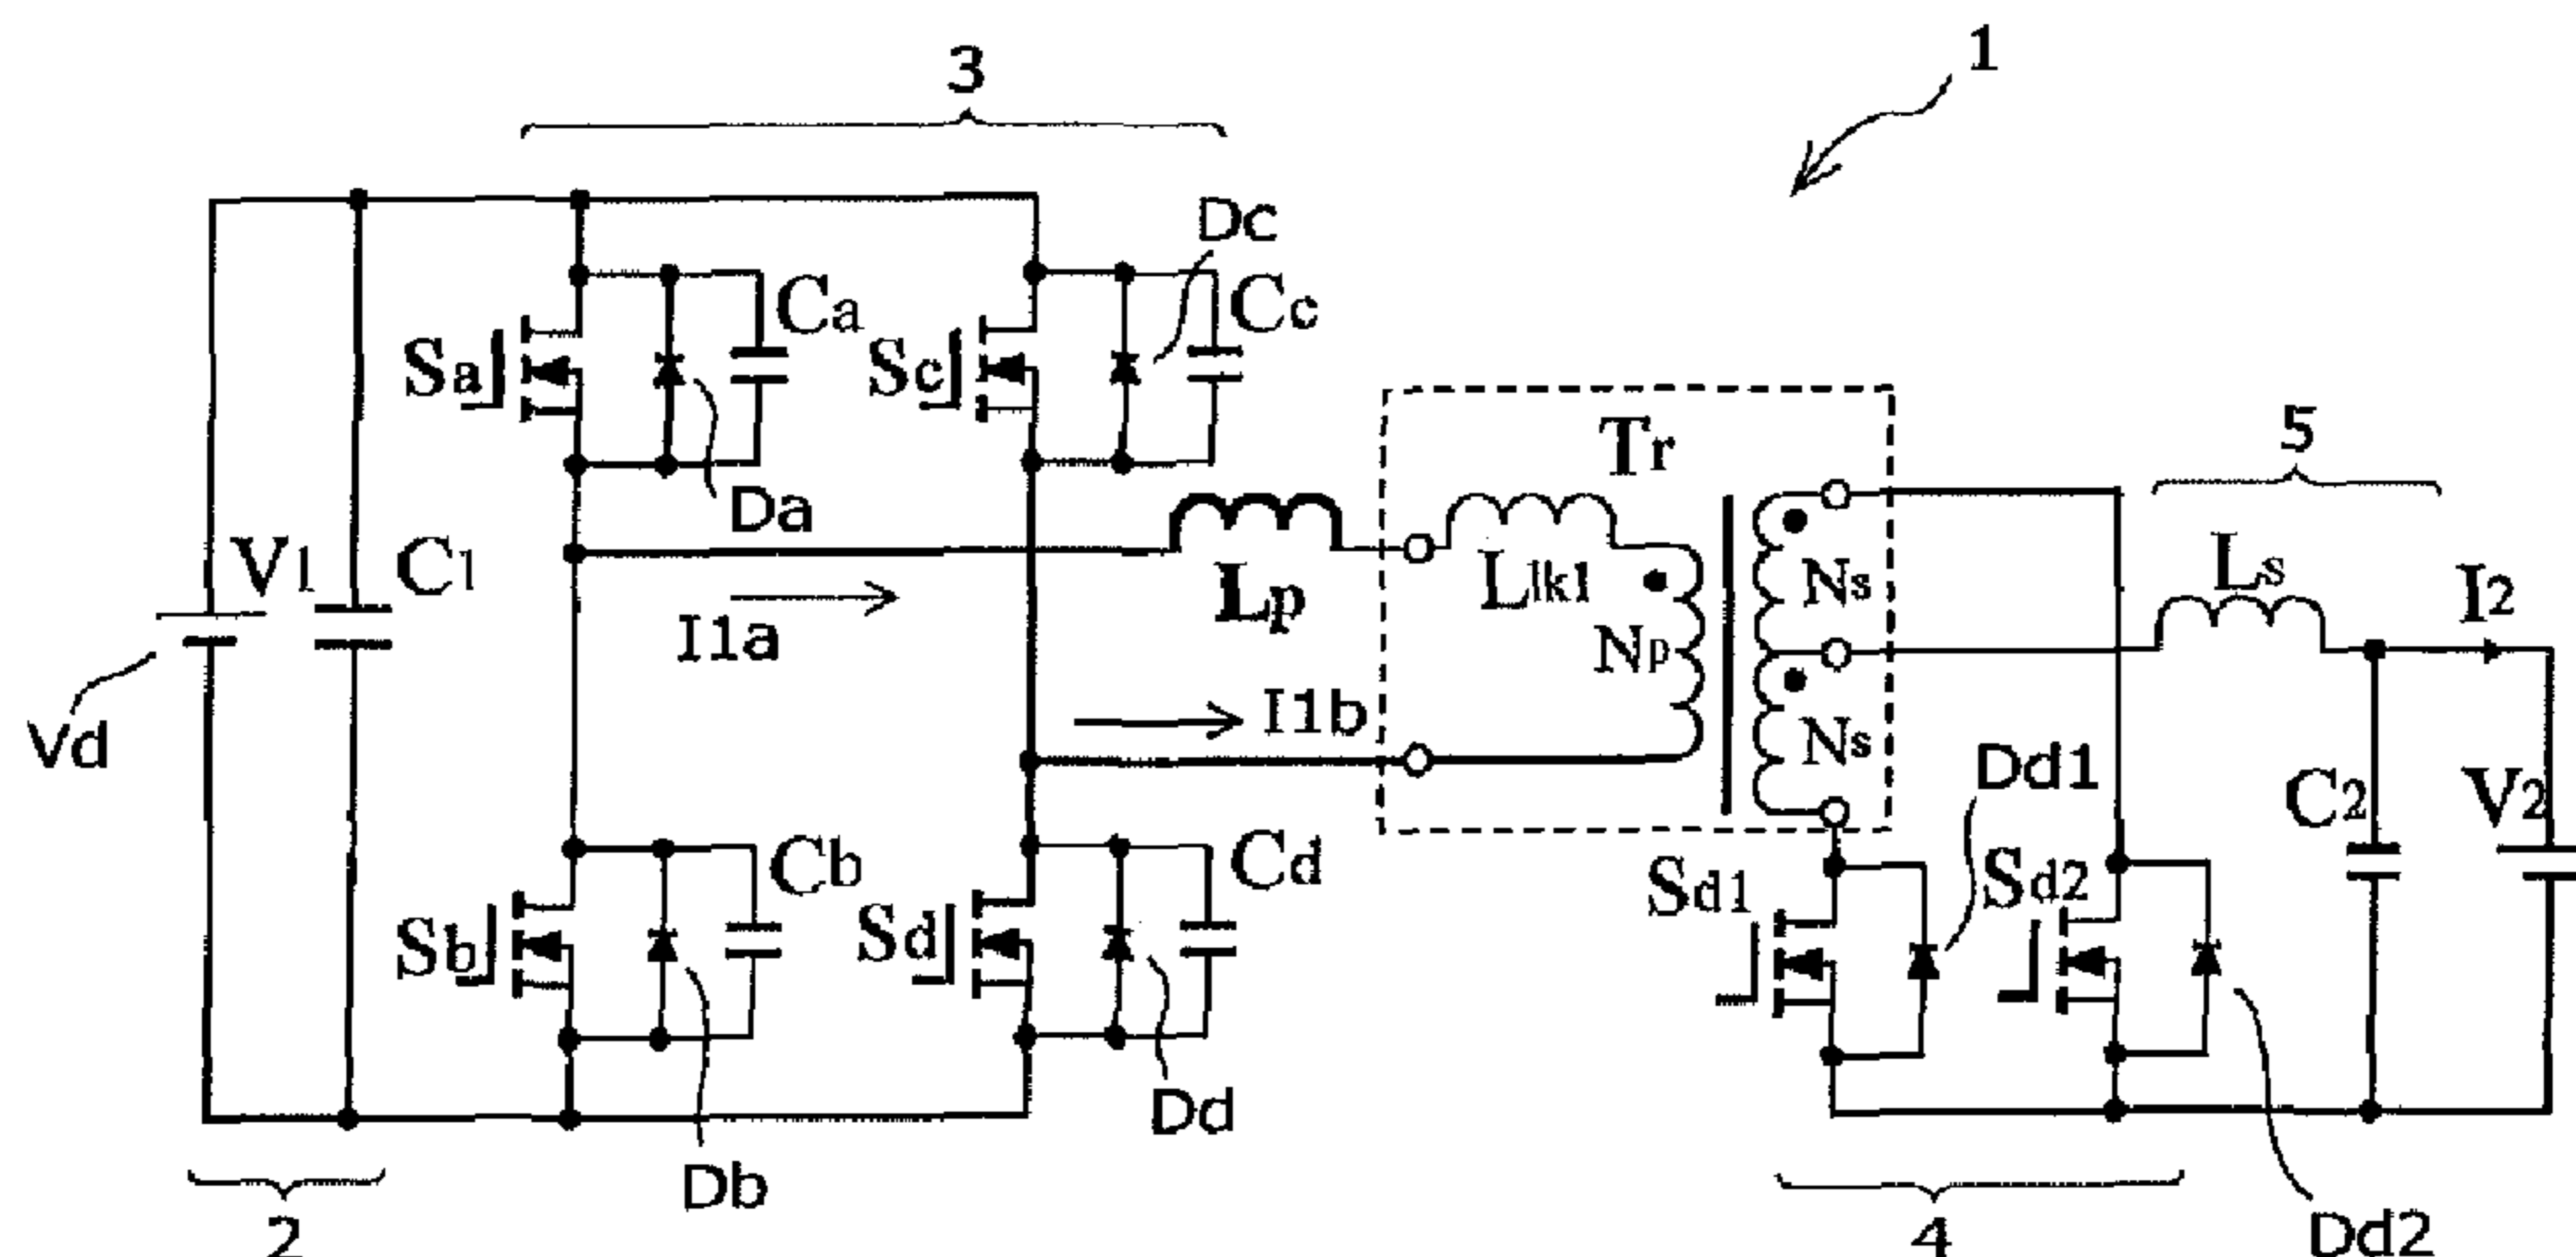 3
1
Dc
Ca
Cc
Sa
Sc
Tr
5
Da
V1
C1
Lp
Llk1
Ns
Ls
I2
I1a
Np
I1b
Ns
Vd
Dd1
C2
V2
Cb
Cd
Sd1
Sd2
Sb
Sd
Dd
Db
2
4
Dd2